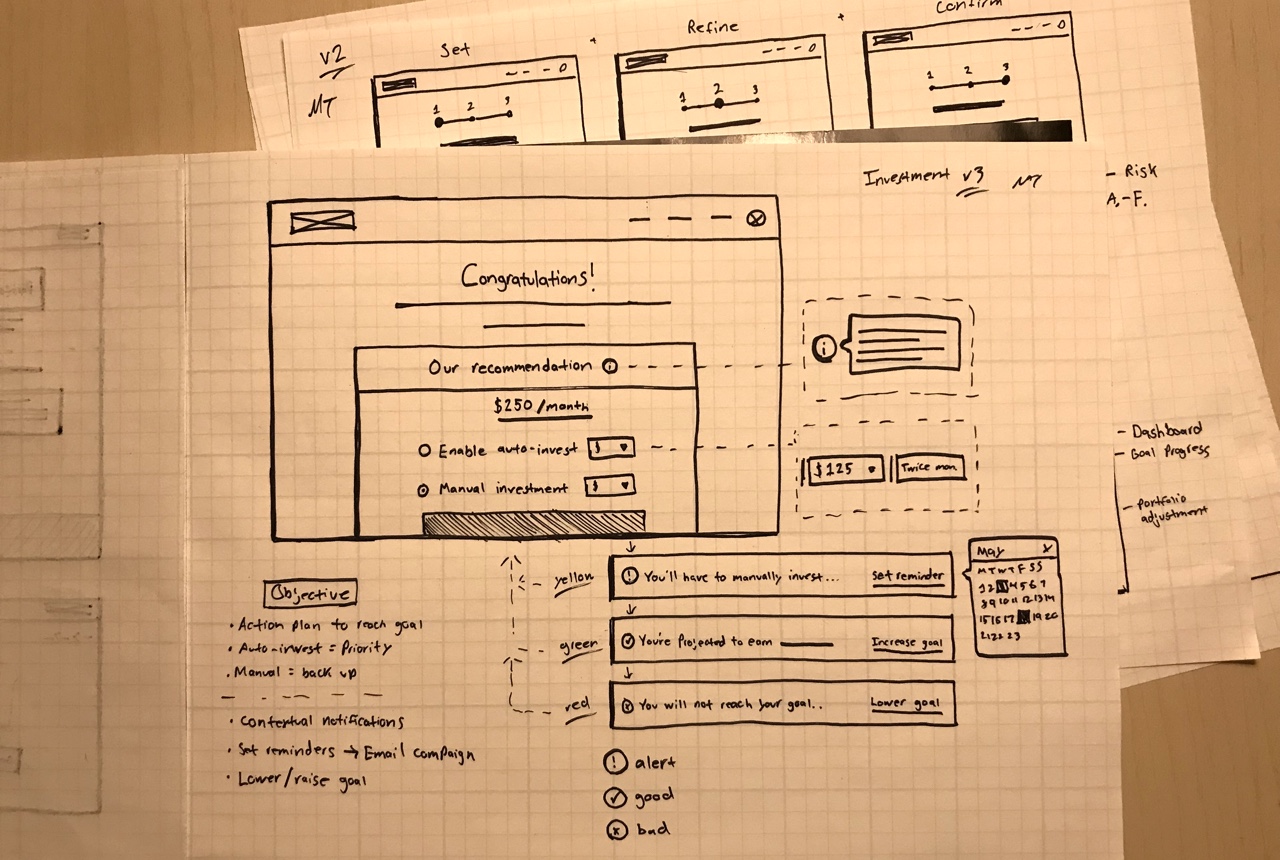 v2
MT
Set
+
Refine
+
Confirm
1 2 3
1 2 3
1 2 3
Investment v3 MT
- Risk
A.-F.
Congratulations!
Our recommendation i
$250/month
Enable auto-invest $
Manual investment $
i
$125
Twice mon
- Dashboard
- Goal Progress
- Portfolio
adjustment
yellow
! You'll have to manually invest... Set reminder
green
You're Projected to earn Increase goal
red
x You will not reach your goal.. Lower goal
May x
M T W T F S S
1 2 4 5 6 7
8 9 10 11 12 13 14
15 16 17 19 20
21 22 23
Objective
· Action plan to reach goal
· Auto-invest = Priority
· Manual = back up
· Contextual notifications
· Set reminders → Email campaign
· Lower/raise goal
! alert
✓ good
x bad